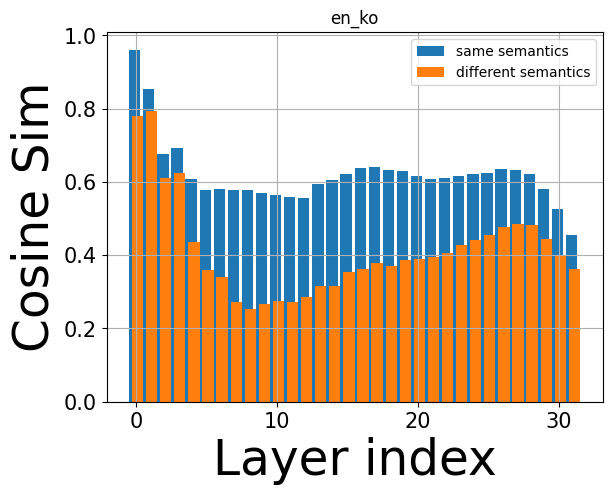 en_ko
same semantics
different semantics
Cosine Sim
1.0
0.8
0.6
0.4
0.2
0.0
0 10 20 30
Layer index